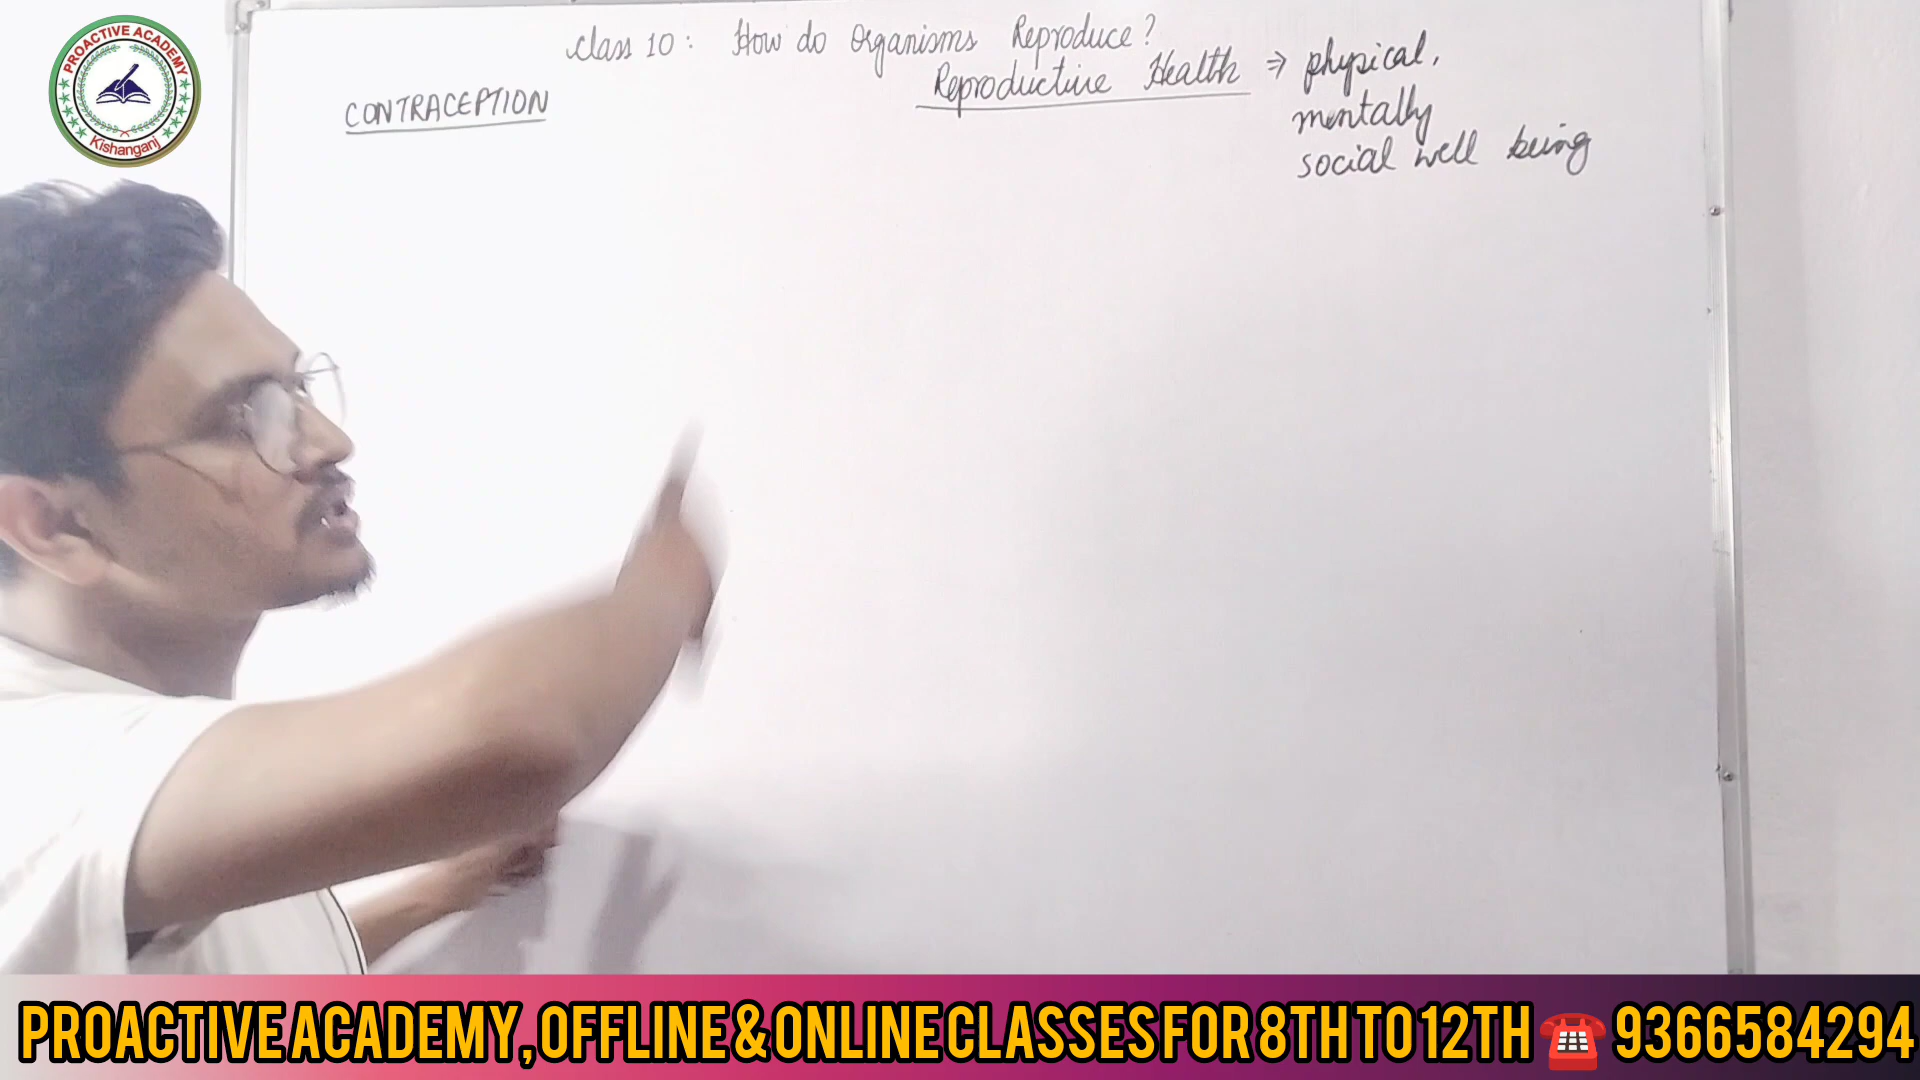 PROACTIVE ACADEMY
Kishanganj
Class 10: How do Organisms Reproduce?
CONTRACEPTION
Reproductive Health ⇒ physical,
mentally
social well being
PROACTIVE ACADEMY, OFFLINE & ONLINE CLASSES FOR 8TH TO 12TH ☎️ 9366584294